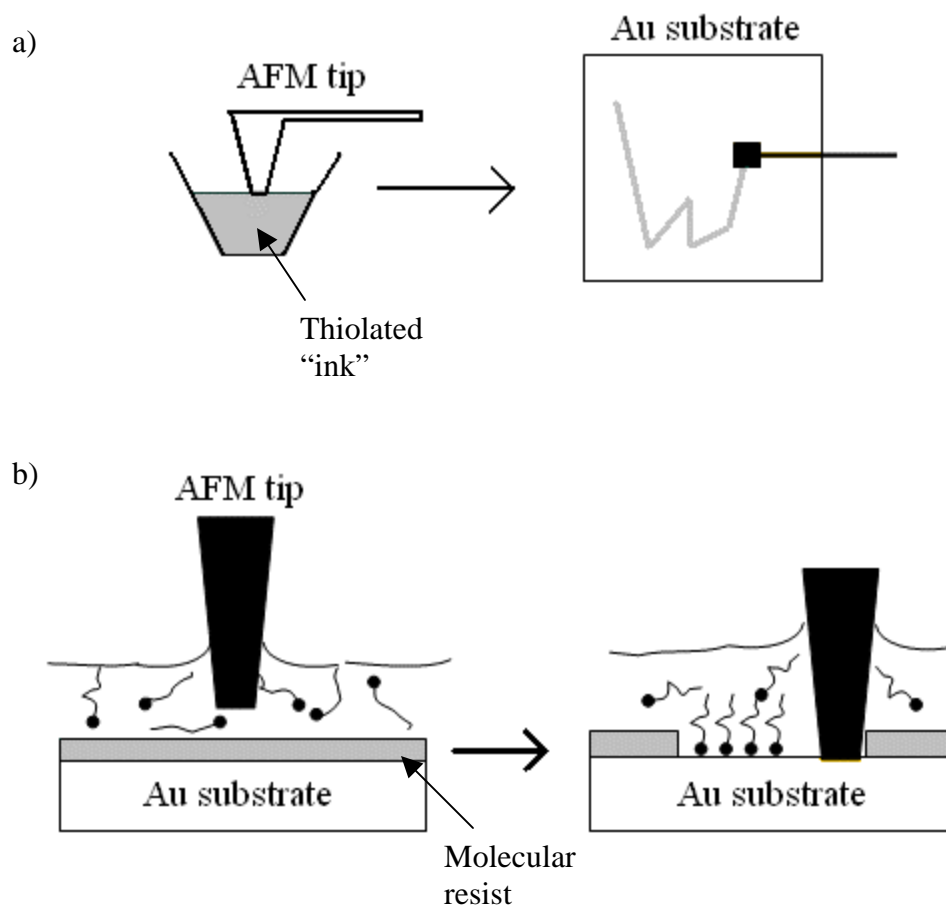 a)
AFM tip
Au substrate
Thiolated
“ink”
b)
AFM tip
Au substrate
Au substrate
Molecular
resist